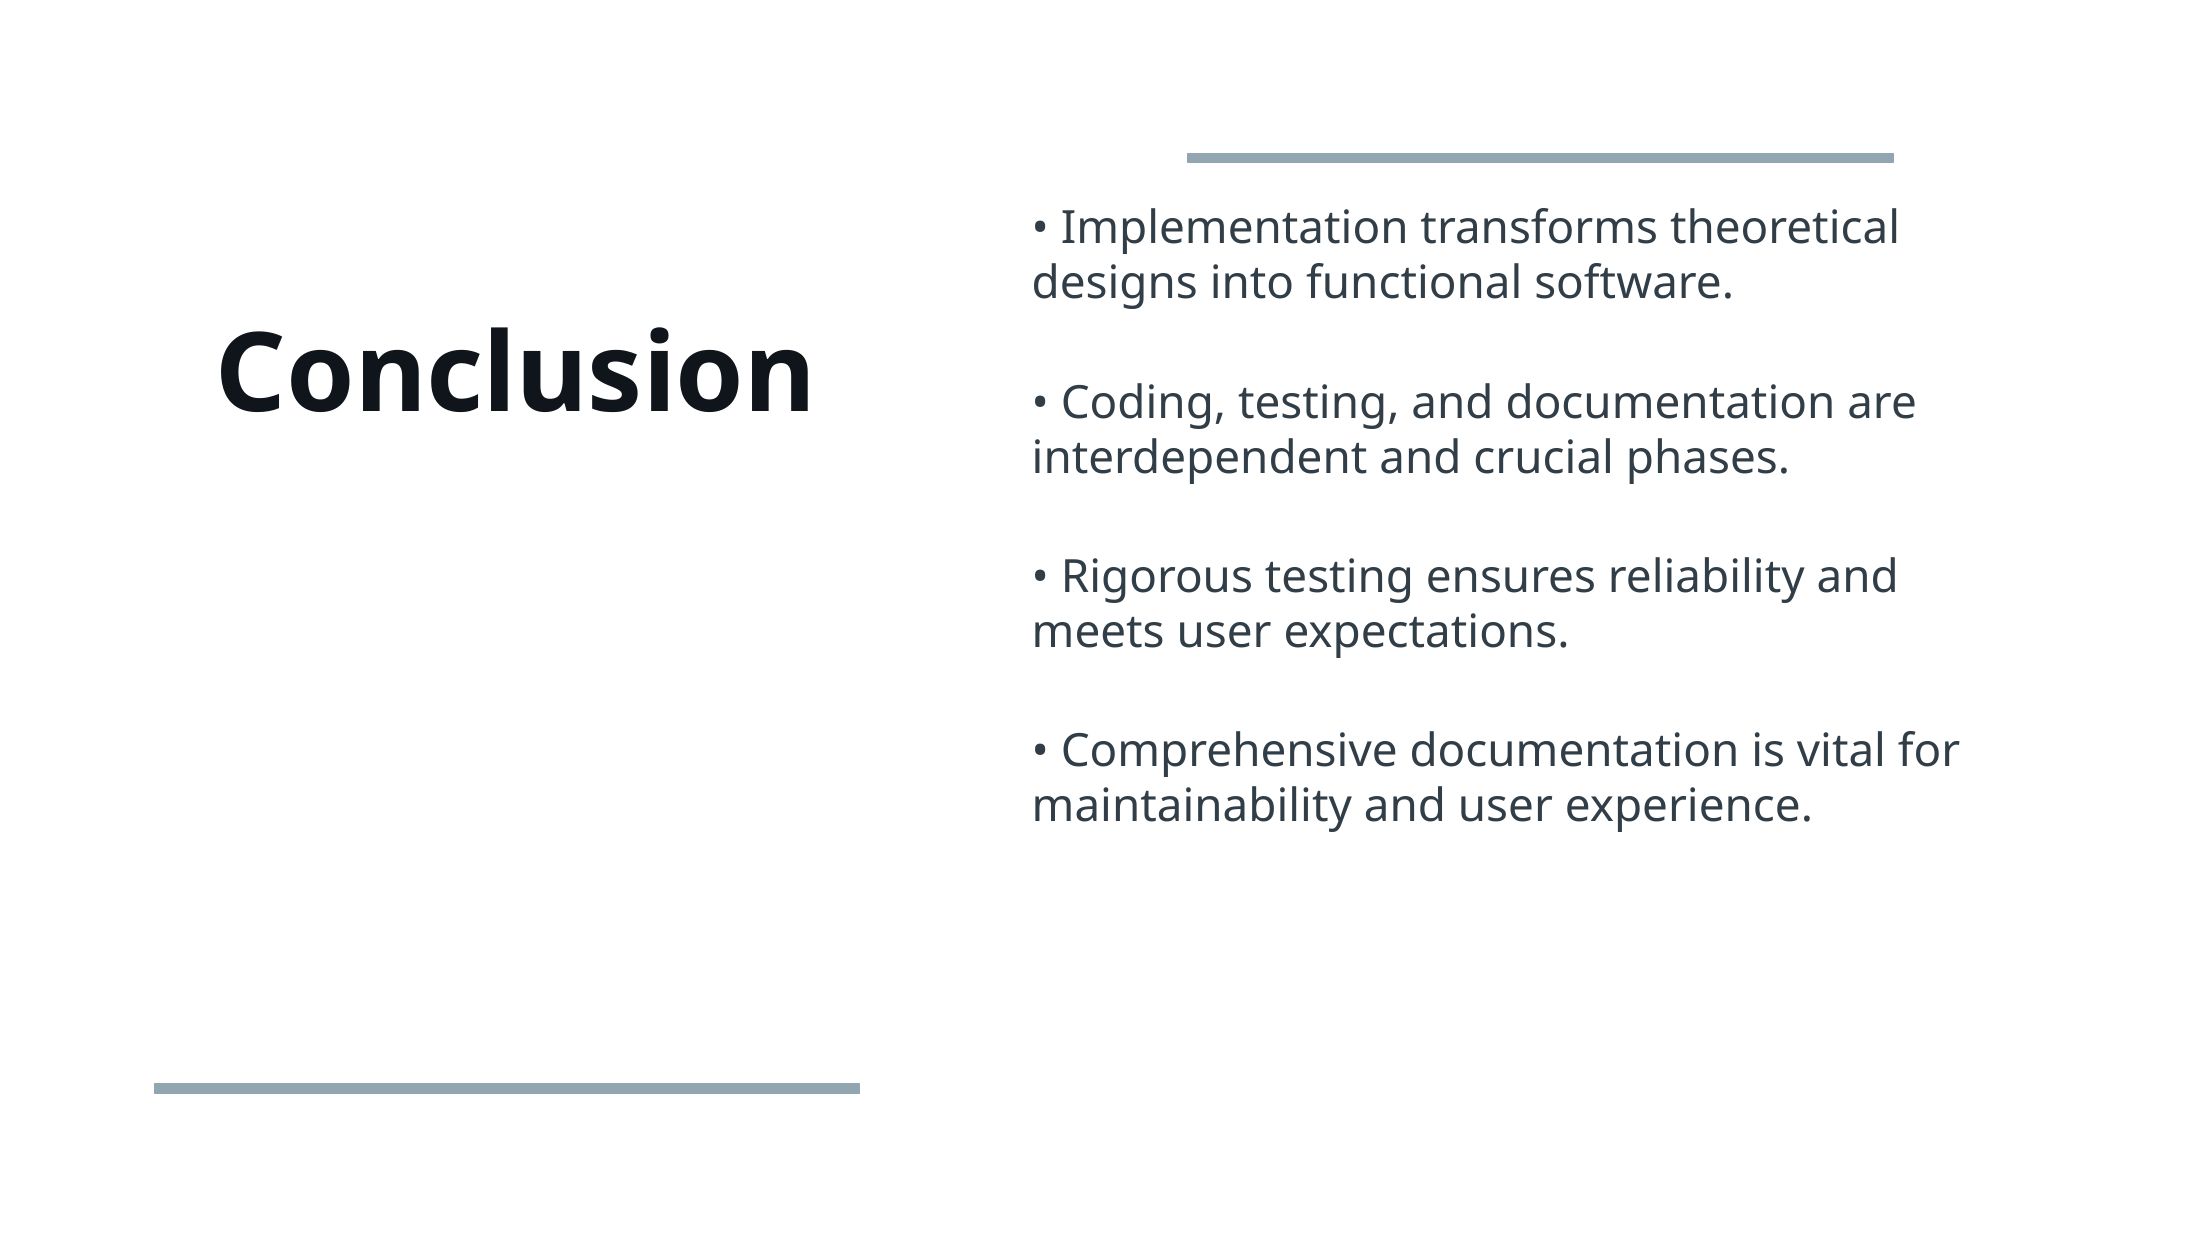 Conclusion
• Implementation transforms theoretical
designs into functional software.
• Coding, testing, and documentation are
interdependent and crucial phases.
• Rigorous testing ensures reliability and
meets user expectations.
• Comprehensive documentation is vital for
maintainability and user experience.